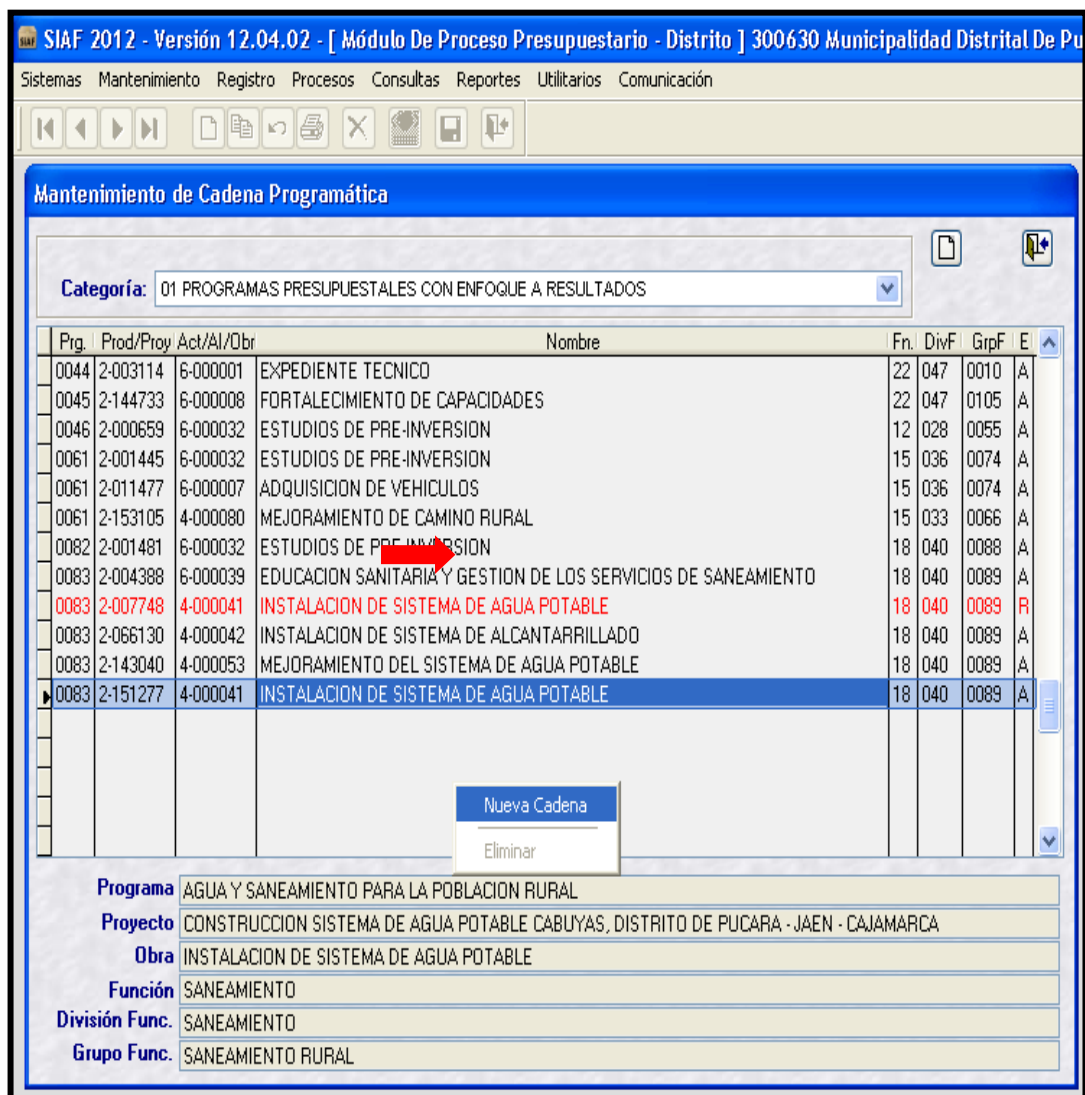 SIAF 2012 - Versión 12.04.02 - [ Módulo De Proceso Presupuestario - Distrito ] 300630 Municipalidad Distrital De Pu
Sistemas Mantenimiento Registro Procesos Consultas Reportes Utilitarios Comunicación
Mantenimiento de Cadena Programática
Categoría: 01 PROGRAMAS PRESUPUESTALES CON ENFOQUE A RESULTADOS
Prg. Prod/Proy Act/AI/Obr Nombre Fn. DivF GrpF E
0044 2-003114 6-000001 EXPEDIENTE TECNICO 22 047 0010 A
0045 2-144733 6-000008 FORTALECIMIENTO DE CAPACIDADES 22 047 0105 A
0046 2-000659 6-000032 ESTUDIOS DE PRE-INVERSION 12 028 0055 A
0061 2-001445 6-000032 ESTUDIOS DE PRE-INVERSION 15 036 0074 A
0061 2-011477 6-000007 ADQUISICION DE VEHICULOS 15 036 0074 A
0061 2-153105 4-000080 MEJORAMIENTO DE CAMINO RURAL 15 033 0066 A
0082 2-001481 6-000032 ESTUDIOS DE PRE-INVERSION 18 040 0088 A
0083 2-004388 6-000039 EDUCACION SANITARIA Y GESTION DE LOS SERVICIOS DE SANEAMIENTO 18 040 0089 A
0083 2-007748 4-000041 INSTALACION DE SISTEMA DE AGUA POTABLE 18 040 0089 R
0083 2-066130 4-000042 INSTALACION DE SISTEMA DE ALCANTARRILLADO 18 040 0089 A
0083 2-143040 4-000053 MEJORAMIENTO DEL SISTEMA DE AGUA POTABLE 18 040 0089 A
0083 2-151277 4-000041 INSTALACION DE SISTEMA DE AGUA POTABLE 18 040 0089 A
Nueva Cadena
Eliminar
Programa AGUA Y SANEAMIENTO PARA LA POBLACION RURAL
Proyecto CONSTRUCCION SISTEMA DE AGUA POTABLE CABUYAS, DISTRITO DE PUCARA - JAEN - CAJAMARCA
Obra INSTALACION DE SISTEMA DE AGUA POTABLE
Función SANEAMIENTO
División Func. SANEAMIENTO
Grupo Func. SANEAMIENTO RURAL